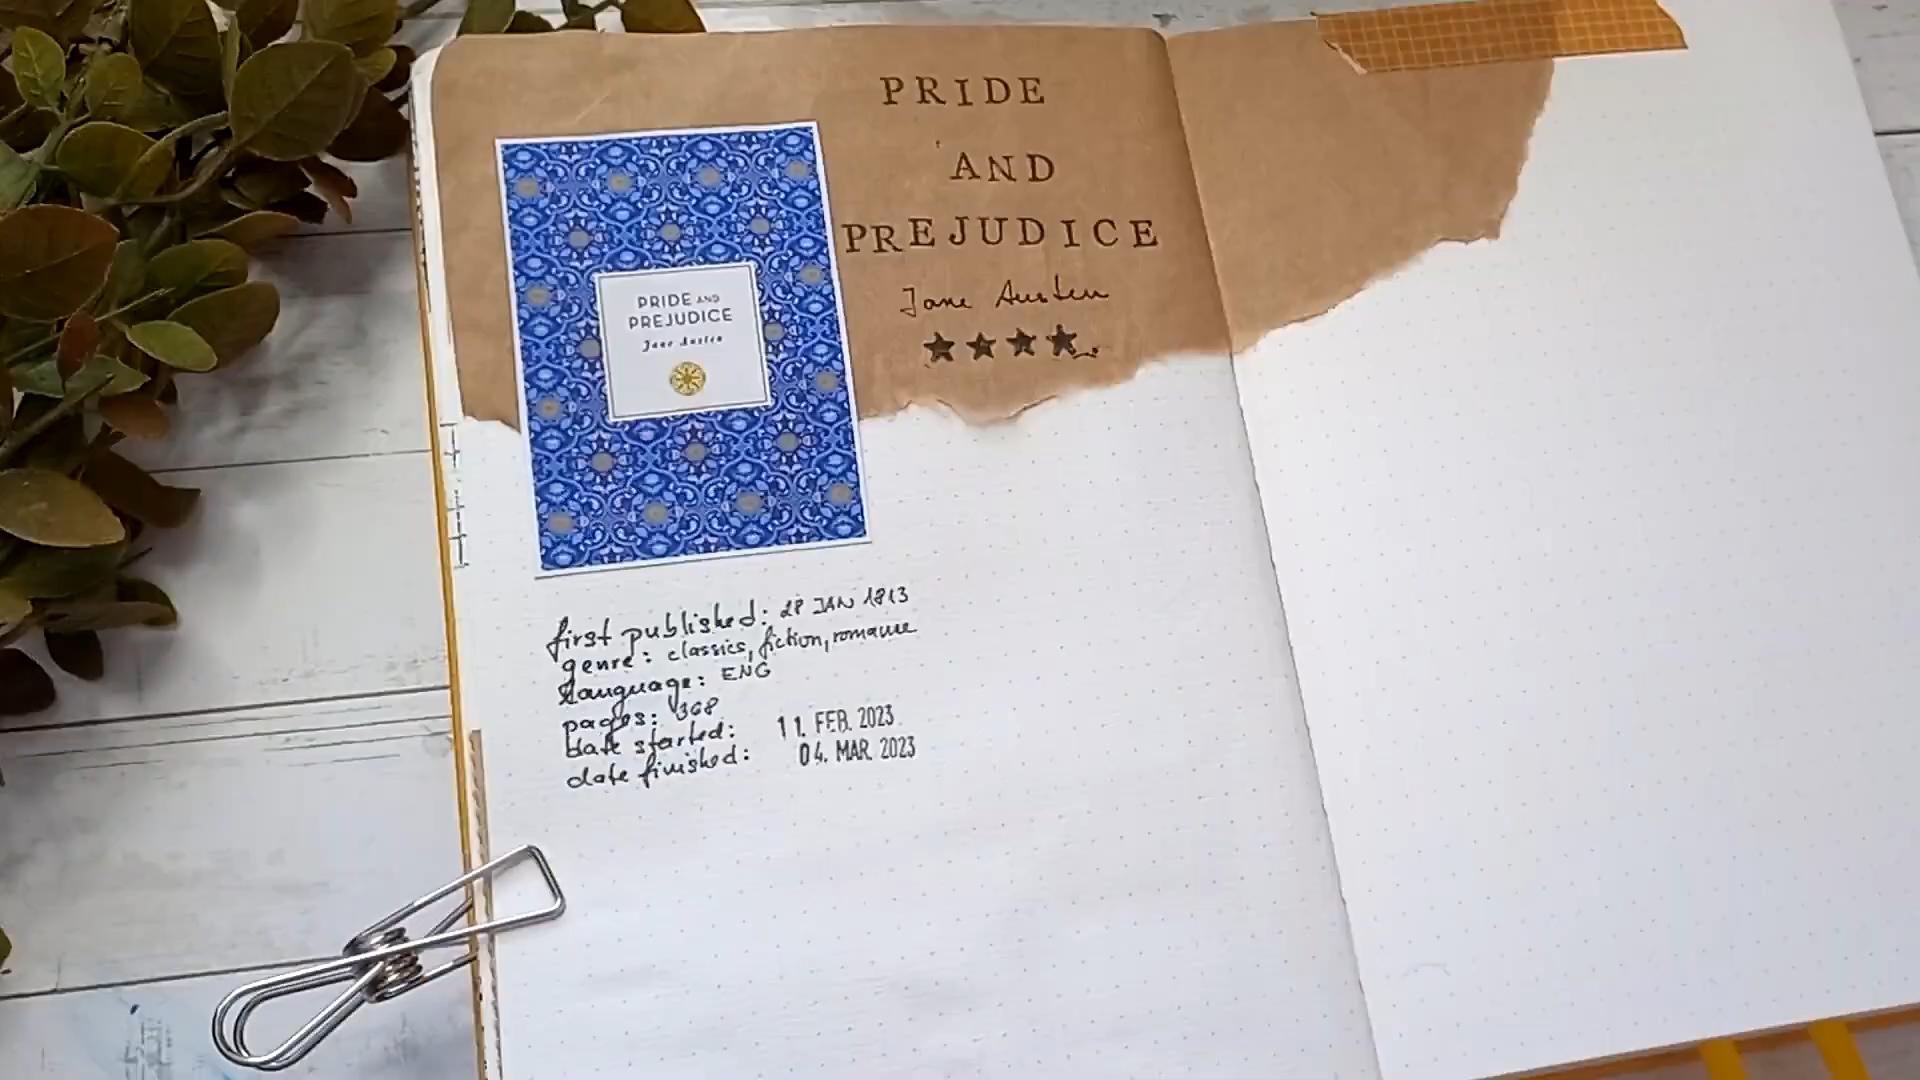 PRIDE
AND
PREJUDICE
Jane Austen
★★★★
PRIDE AND
PREJUDICE
Jane Austen
first published: 28 JAN 1813
genre: classics, fiction, romance
language: ENG
pages: 368
date started: 11. FEB. 2023
date finished: 04. MAR. 2023